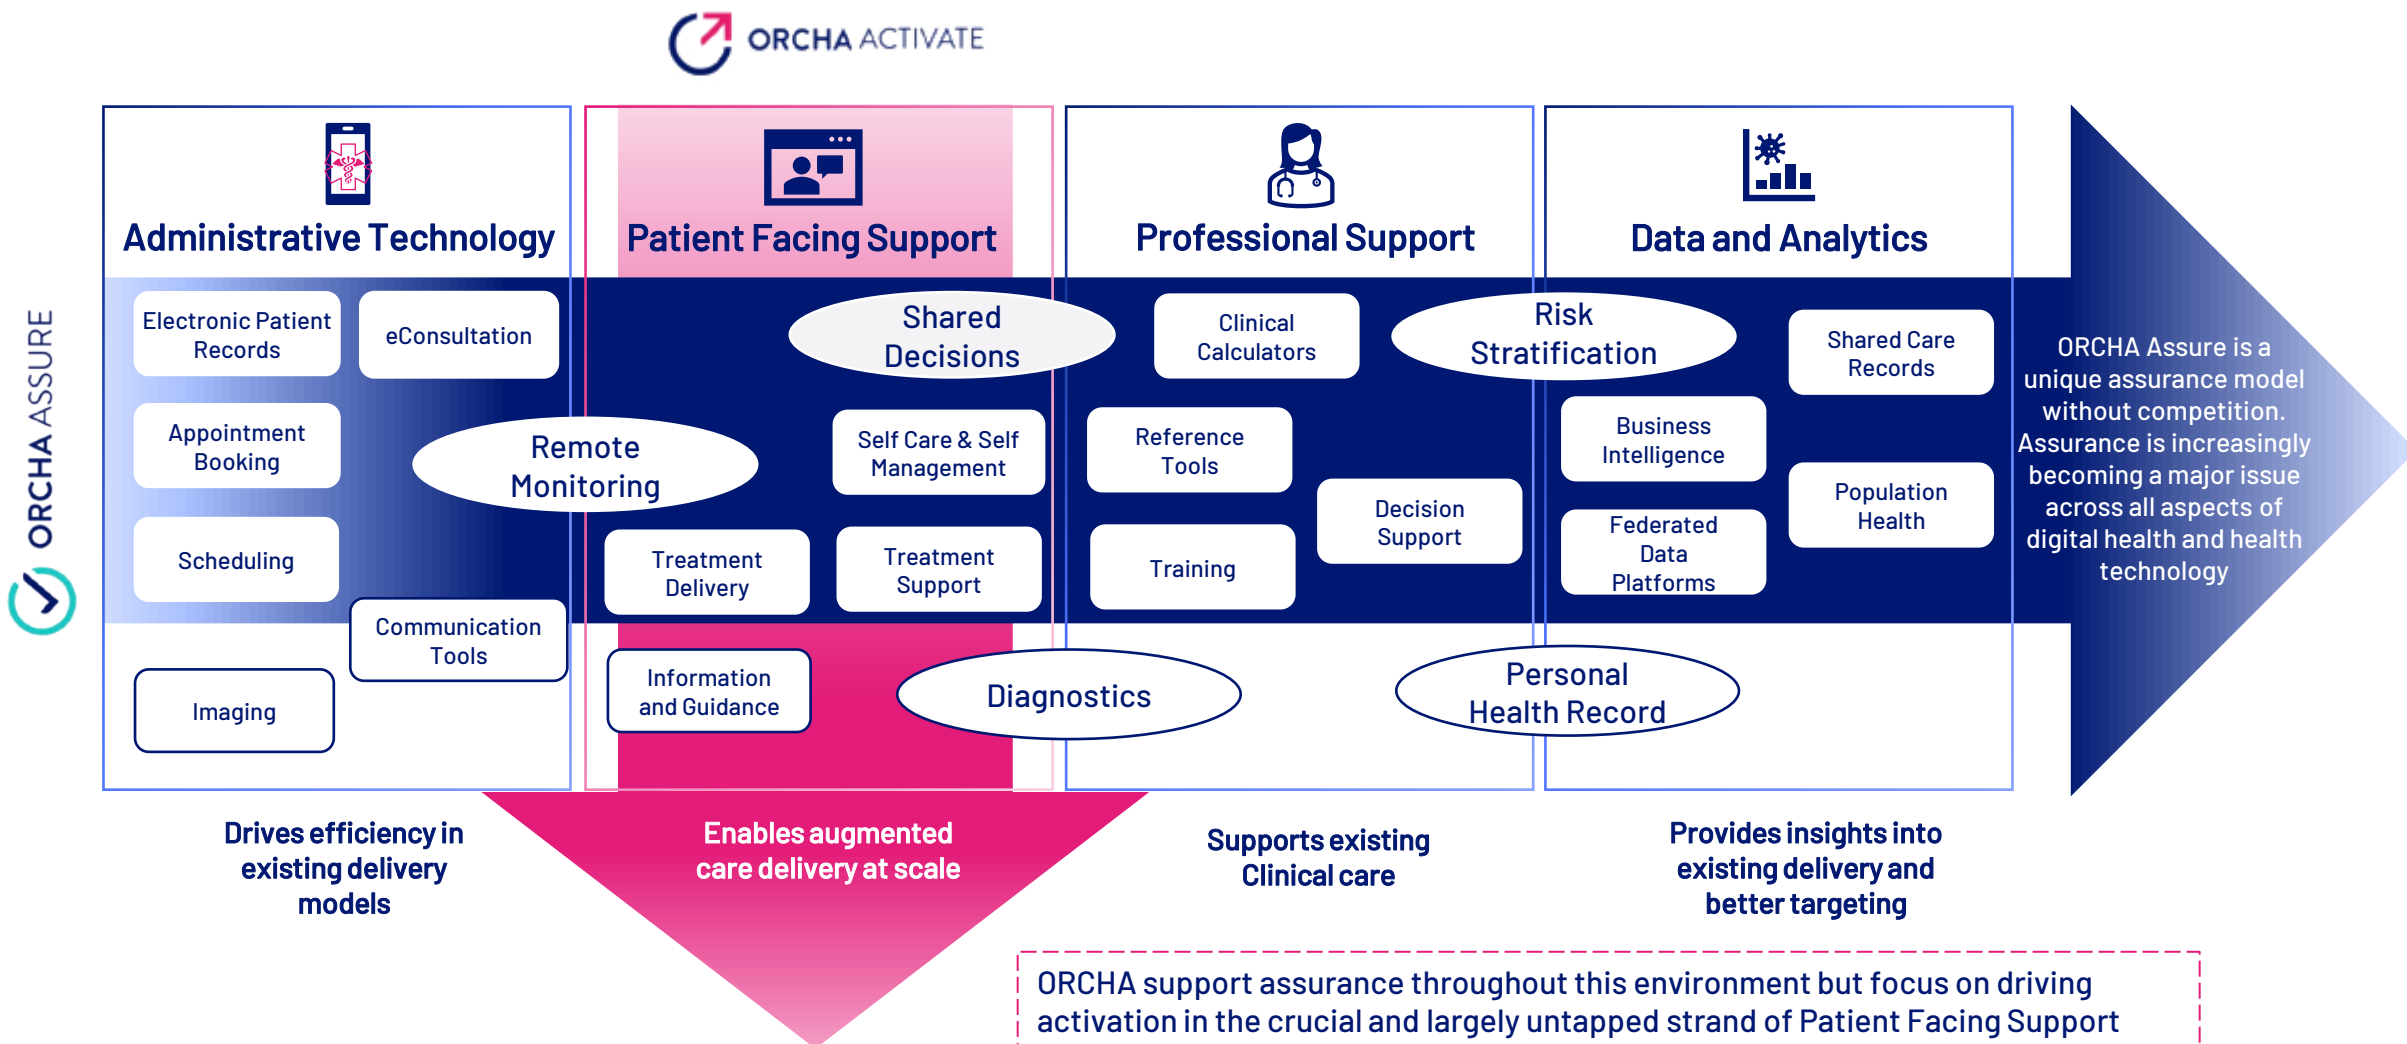 ORCHA ACTIVATE
ORCHA ASSURE
Administrative Technology
Electronic Patient
Records
eConsultation
Appointment
Booking
Scheduling
Communication
Tools
Imaging
Drives efficiency in
existing delivery
models
Remote
Monitoring
Patient Facing Support
Shared
Decisions
Self Care & Self
Management
Treatment
Delivery
Treatment
Support
Information
and Guidance
Diagnostics
Enables augmented
care delivery at scale
Professional Support
Clinical
Calculators
Reference
Tools
Decision
Support
Training
Supports existing
Clinical care
Risk
Stratification
Personal
Health Record
Data and Analytics
Shared Care
Records
Business
Intelligence
Population
Health
Federated
Data
Platforms
Provides insights into
existing delivery and
better targeting
ORCHA Assure is a
unique assurance model
without competition.
Assurance is increasingly
becoming a major issue
across all aspects of
digital health and health
technology
ORCHA support assurance throughout this environment but focus on driving
activation in the crucial and largely untapped strand of Patient Facing Support